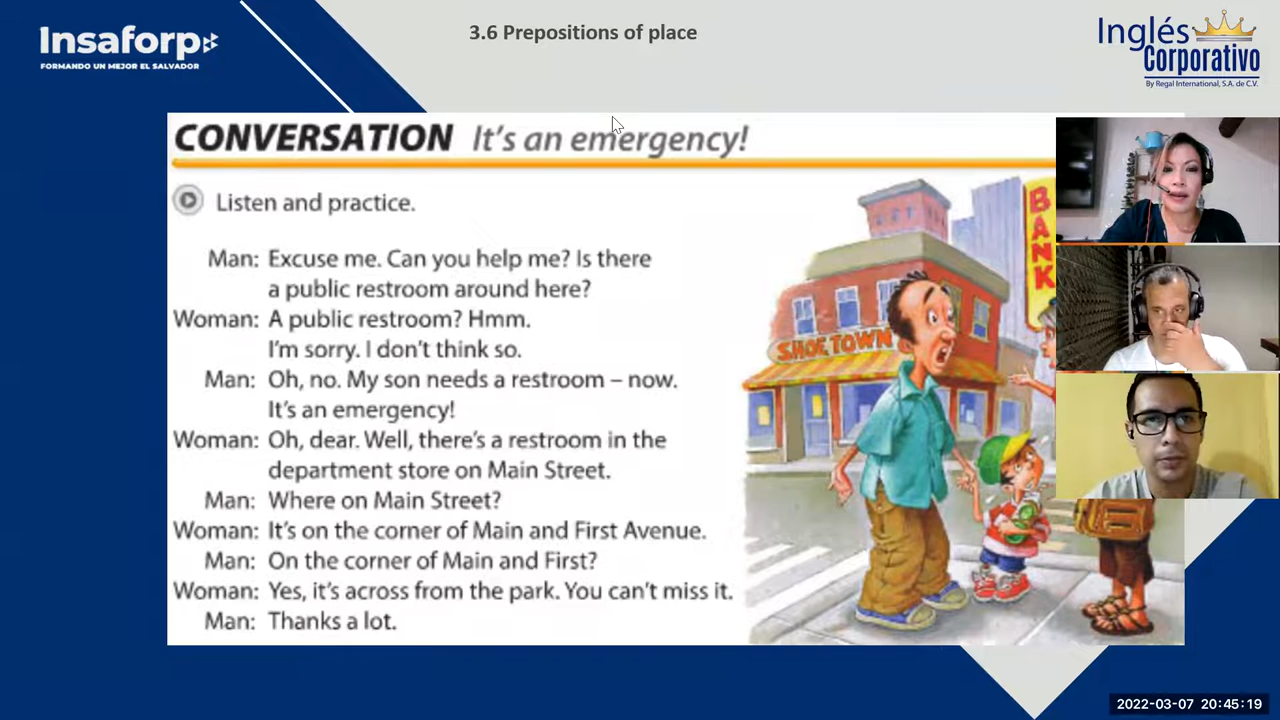 3.6 Prepositions of place
Insaforp
FORMANDO UN MEJOR EL SALVADOR
Inglés
Corporativo
By Regal International, S.A. de C.V.
CONVERSATION It's an emergency!
Listen and practice.
Man: Excuse me. Can you help me? Is there
a public restroom around here?
Woman: A public restroom? Hmm.
I'm sorry. I don't think so.
Man: Oh, no. My son needs a restroom – now.
It's an emergency!
Woman: Oh, dear. Well, there's a restroom in the
department store on Main Street.
Man: Where on Main Street?
Woman: It's on the corner of Main and First Avenue.
Man: On the corner of Main and First?
Woman: Yes, it's across from the park. You can't miss it.
Man: Thanks a lot.
SHOE TOWN
BANK
2022-03-07 20:45:19